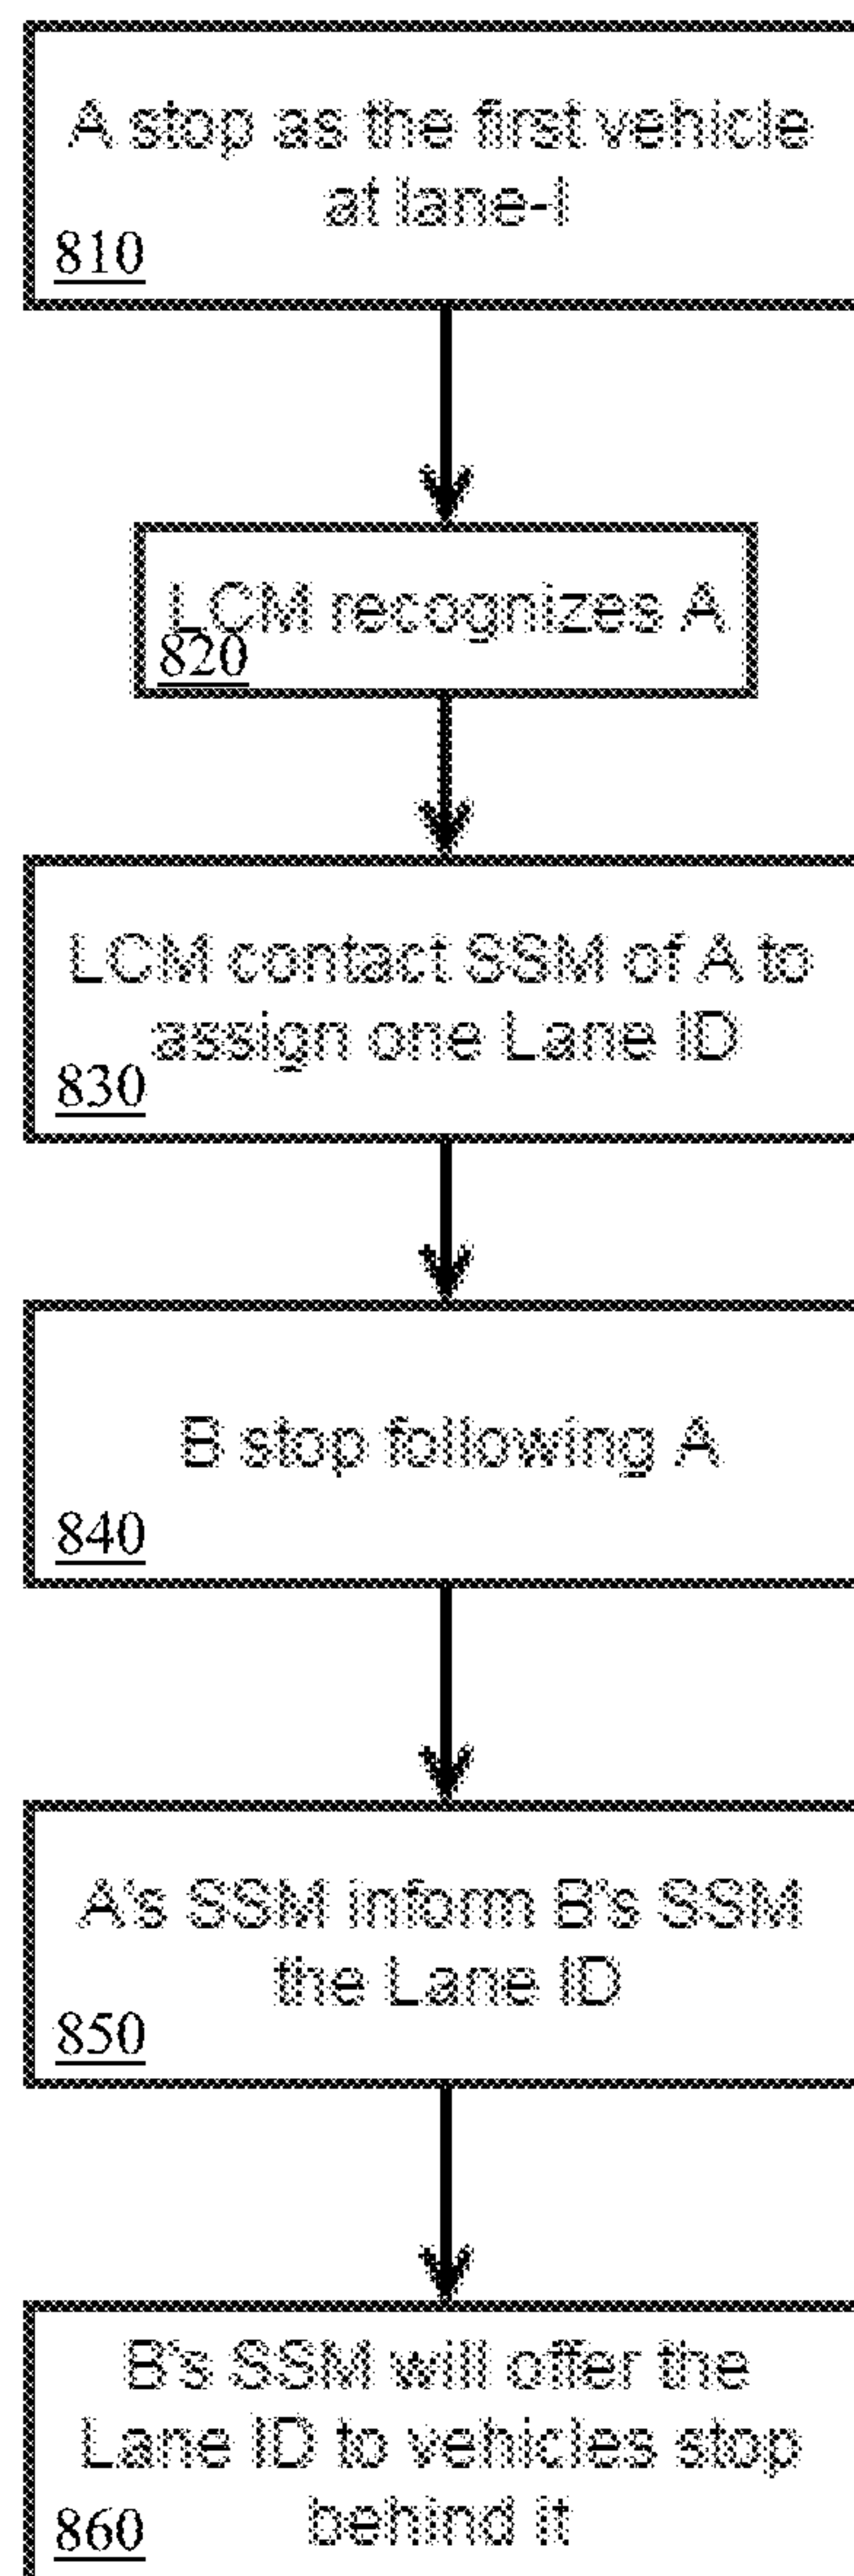 A stop as the first vehicle
at lane-I
810
LCM recognizes A
820
LCM contact SSM of A to
assign one Lane ID
830
B stop following A
840
A's SSM inform B's SSM
the Lane ID
850
B's SSM will offer the
Lane ID to vehicles stop
behind it
860